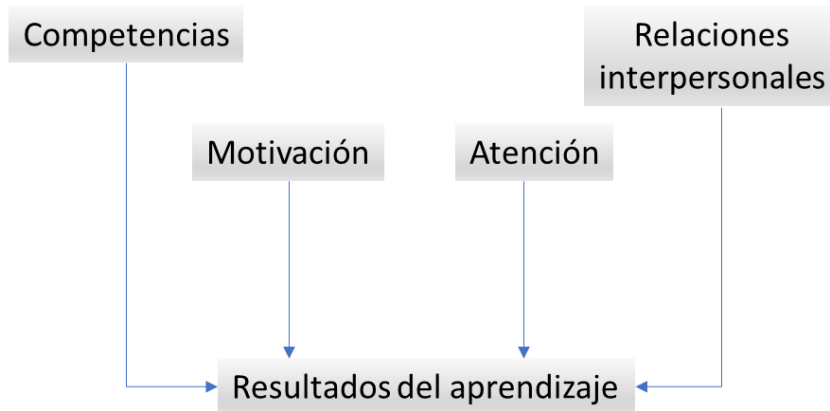 Competencias
Relaciones
interpersonales
Motivación
Atención
Resultados del aprendizaje